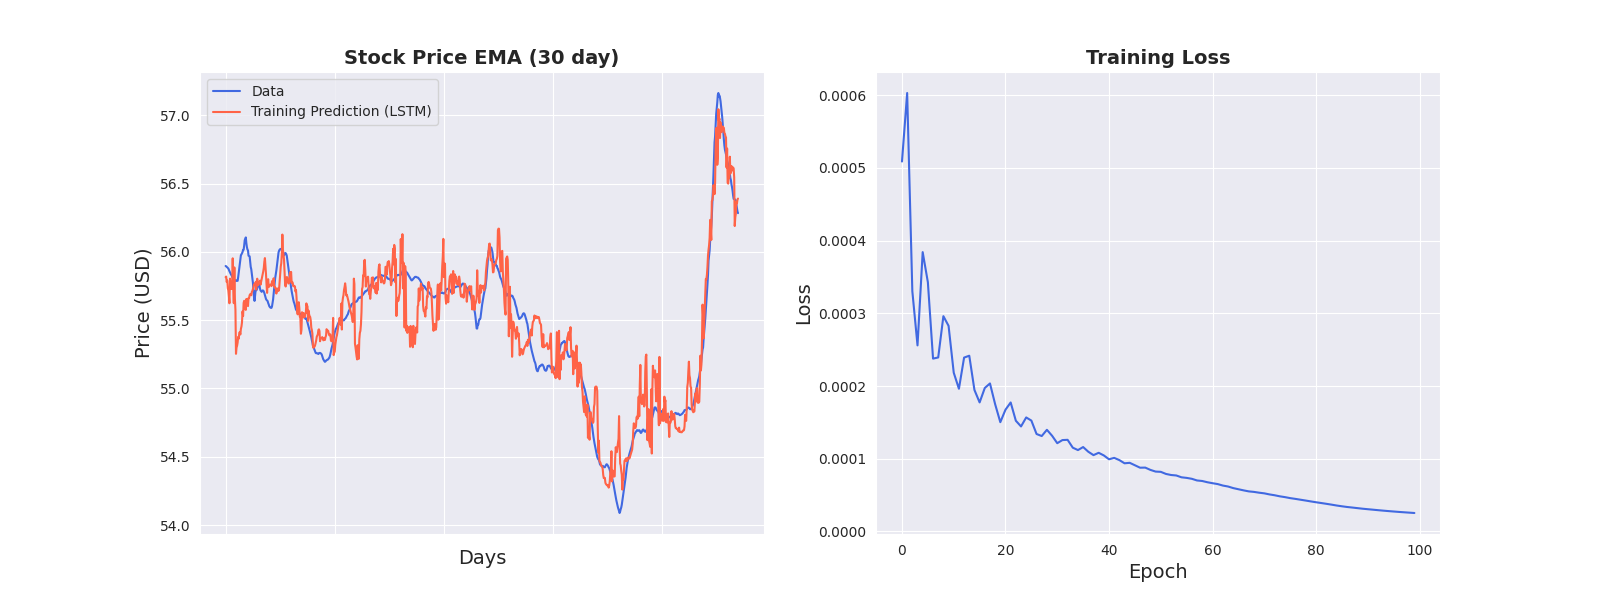 Stock Price EMA (30 day)
Data
Training Prediction (LSTM)
57.0
56.5
56.0
55.5
55.0
54.5
54.0
Price (USD)
Days
Training Loss
0.0006
0.0005
0.0004
0.0003
0.0002
0.0001
0.0000
Loss
0 20 40 60 80 100
Epoch